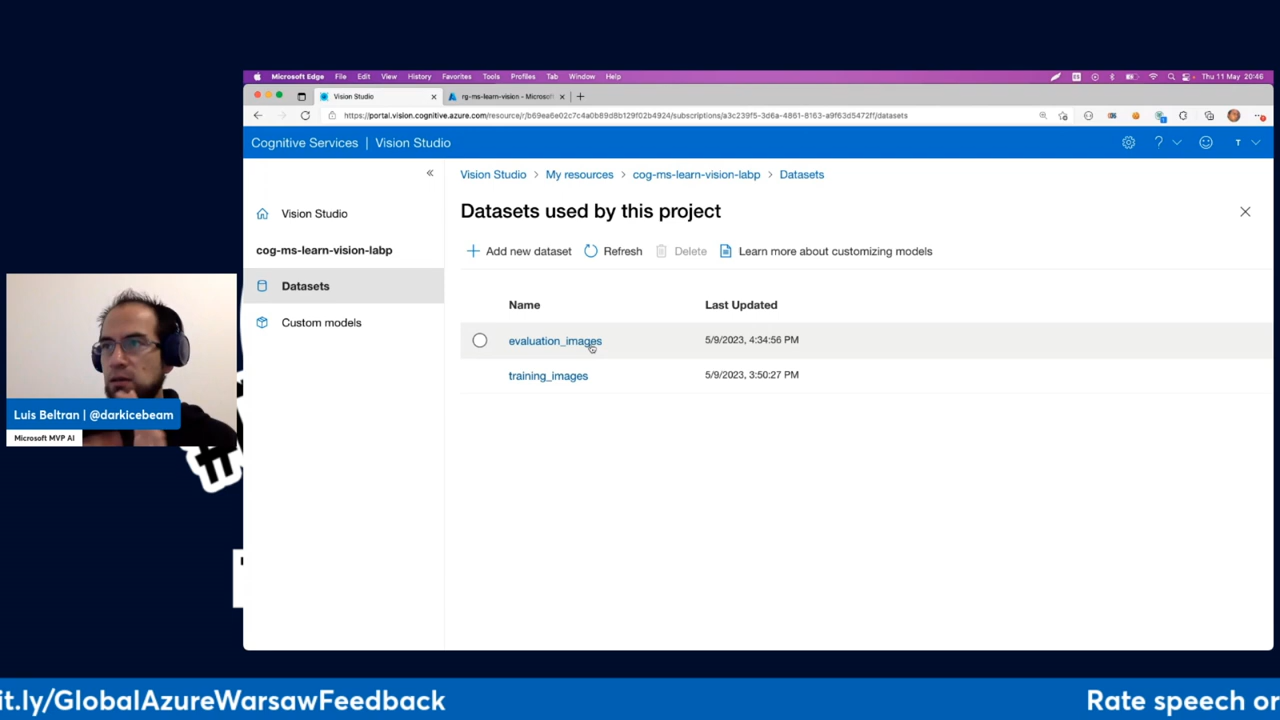 Microsoft Edge File Edit View History Favorites Tools Profiles Tab Window Help Thu 11 May 20:46
Vision Studio rg-ms-learn-vision - Microsoft
https://portal.vision.cognitive.azure.com/resource/r/b69ea6e02c7c4a0b89d8b129f02b4924/subscriptions/a3c239f5-3d6a-4861-8163-a9f63d5472ff/datasets
Cognitive Services | Vision Studio
? T
Vision Studio
cog-ms-learn-vision-labp
Datasets
Custom models
Vision Studio > My resources > cog-ms-learn-vision-labp > Datasets
Datasets used by this project
Add new dataset Refresh Delete Learn more about customizing models
Name Last Updated
evaluation_images 5/9/2023, 4:34:56 PM
training_images 5/9/2023, 3:50:27 PM
Luis Beltran | @darkicebeam
Microsoft MVP AI
it.ly/GlobalAzureWarsawFeedback
Rate speech or